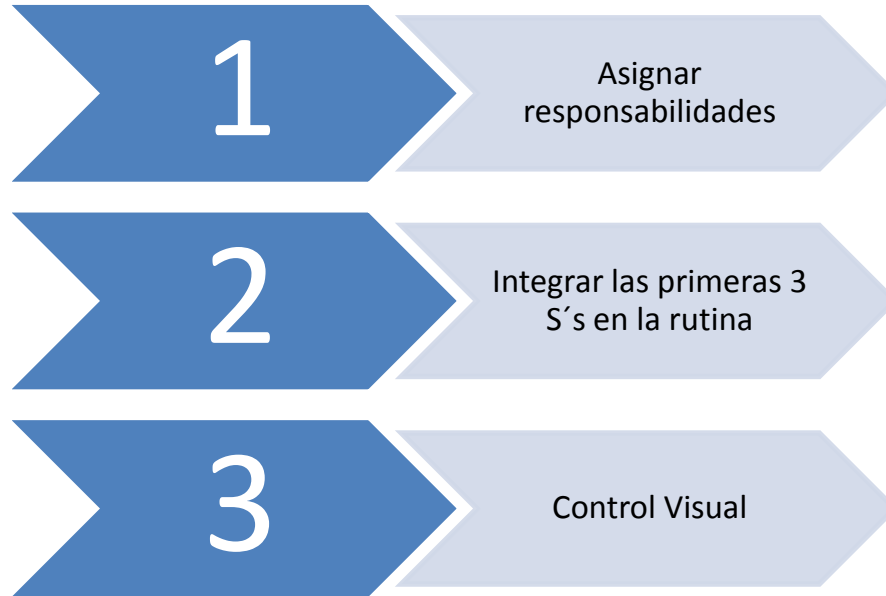 1
Asignar
responsabilidades
2
Integrar las primeras 3
S´s en la rutina
3
Control Visual